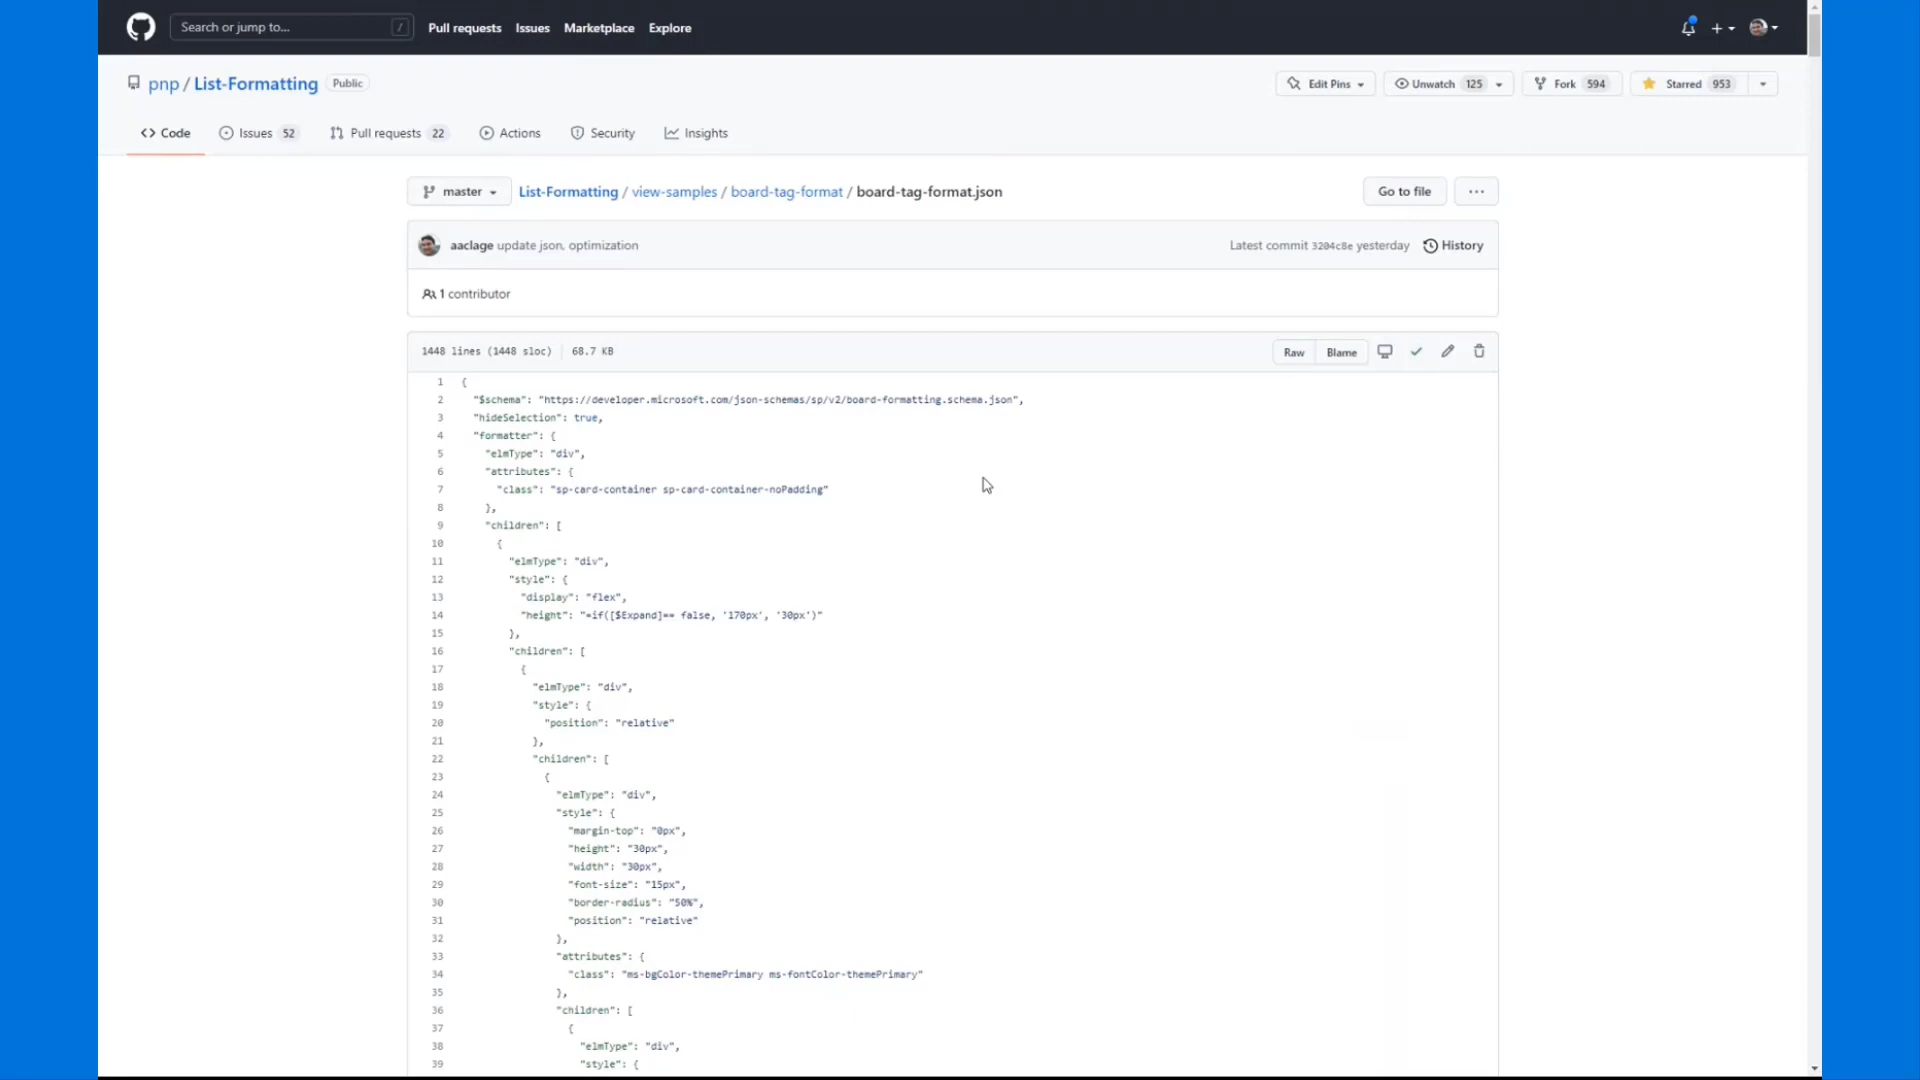 Search or jump to... / Pull requests Issues Marketplace Explore
pnp / List-Formatting Public Edit Pins Unwatch 125 Fork 594 Starred 953
Code Issues 52 Pull requests 22 Actions Security Insights
master List-Formatting / view-samples / board-tag-format / board-tag-format.json Go to file ...
aaclage update json, optimization Latest commit 3204c8e yesterday History
1 contributor
1448 lines (1448 sloc) 68.7 KB Raw Blame
1 {
2 "$schema": "https://developer.microsoft.com/json-schemas/sp/v2/board-formatting.schema.json",
3 "hideSelection": true,
4 "formatter": {
5 "elmType": "div",
6 "attributes": {
7 "class": "sp-card-container sp-card-container-noPadding"
8 },
9 "children": [
10 {
11 "elmType": "div",
12 "style": {
13 "display": "flex",
14 "height": "=if([$Expand]== false, '170px', '30px')"
15 },
16 "children": [
17 {
18 "elmType": "div",
19 "style": {
20 "position": "relative"
21 },
22 "children": [
23 {
24 "elmType": "div",
25 "style": {
26 "margin-top": "0px",
27 "height": "30px",
28 "width": "30px",
29 "font-size": "15px",
30 "border-radius": "50%",
31 "position": "relative"
32 },
33 "attributes": {
34 "class": "ms-bgColor-themePrimary ms-fontColor-themePrimary"
35 },
36 "children": [
37 {
38 "elmType": "div",
39 "style": {